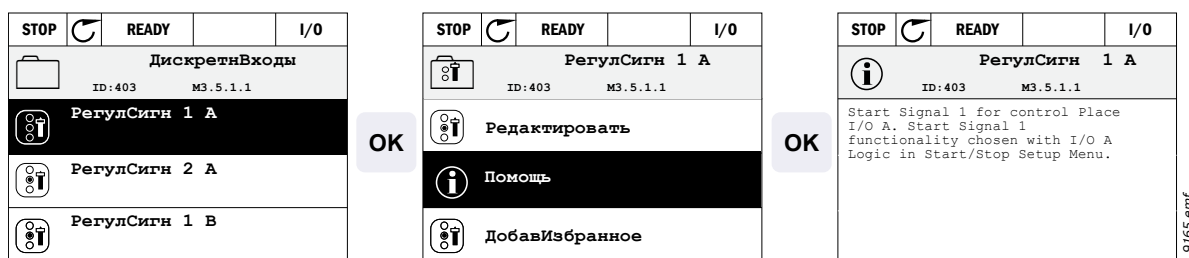 STOP READY I/O
ДискретнВходы
ID:403 M3.5.1.1
РегулСигн 1 А
РегулСигн 2 А
РегулСигн 1 В
OK
STOP READY I/O
РегулСигн 1 А
ID:403 M3.5.1.1
Редактировать
Помощь
ДобавИзбранное
OK
STOP READY I/O
РегулСигн 1 А
ID:403 M3.5.1.1
Start Signal 1 for control Place
I/O A. Start Signal 1
functionality chosen with I/O A
Logic in Start/Stop Setup Menu.
9165.emf